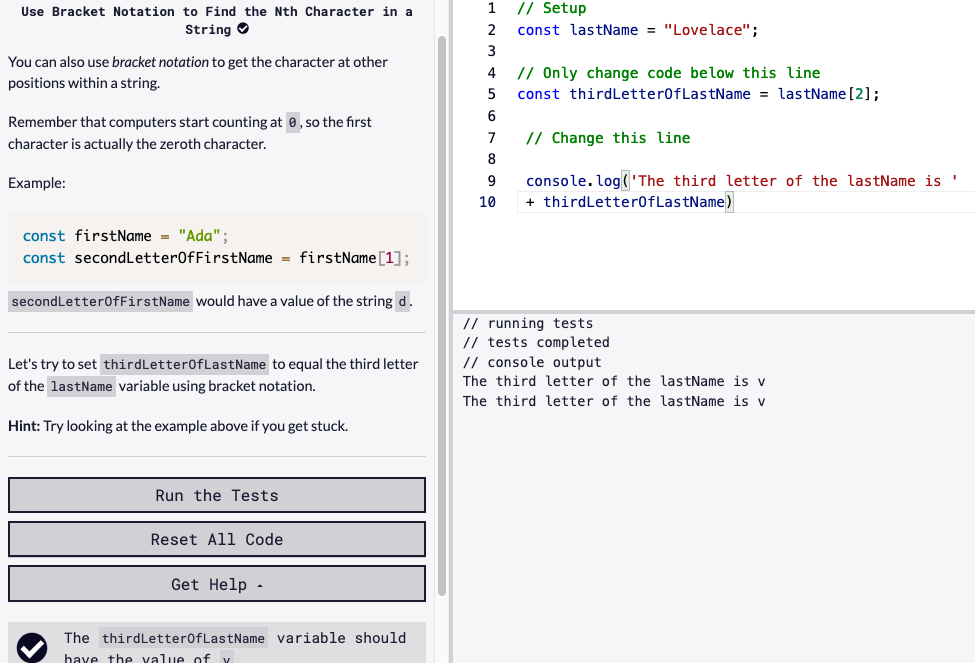 Use Bracket Notation to Find the Nth Character in a
String
You can also use bracket notation to get the character at other
positions within a string.
Remember that computers start counting at 0, so the first
character is actually the zeroth character.
Example:
const firstName = "Ada";
const secondLetterOfFirstName = firstName[1];
secondLetterOfFirstName would have a value of the string d.
Let's try to set thirdLetterOfLastName to equal the third letter
of the lastName variable using bracket notation.
Hint: Try looking at the example above if you get stuck.
Run the Tests
Reset All Code
Get Help
The thirdLetterOfLastName variable should
have the value of v
1 // Setup
2 const lastName = "Lovelace";
3
4 // Only change code below this line
5 const thirdLetterOfLastName = lastName[2];
6
7 // Change this line
8
9 console.log('The third letter of the lastName is '
10 + thirdLetterOfLastName)
// running tests
// tests completed
// console output
The third letter of the lastName is v
The third letter of the lastName is v